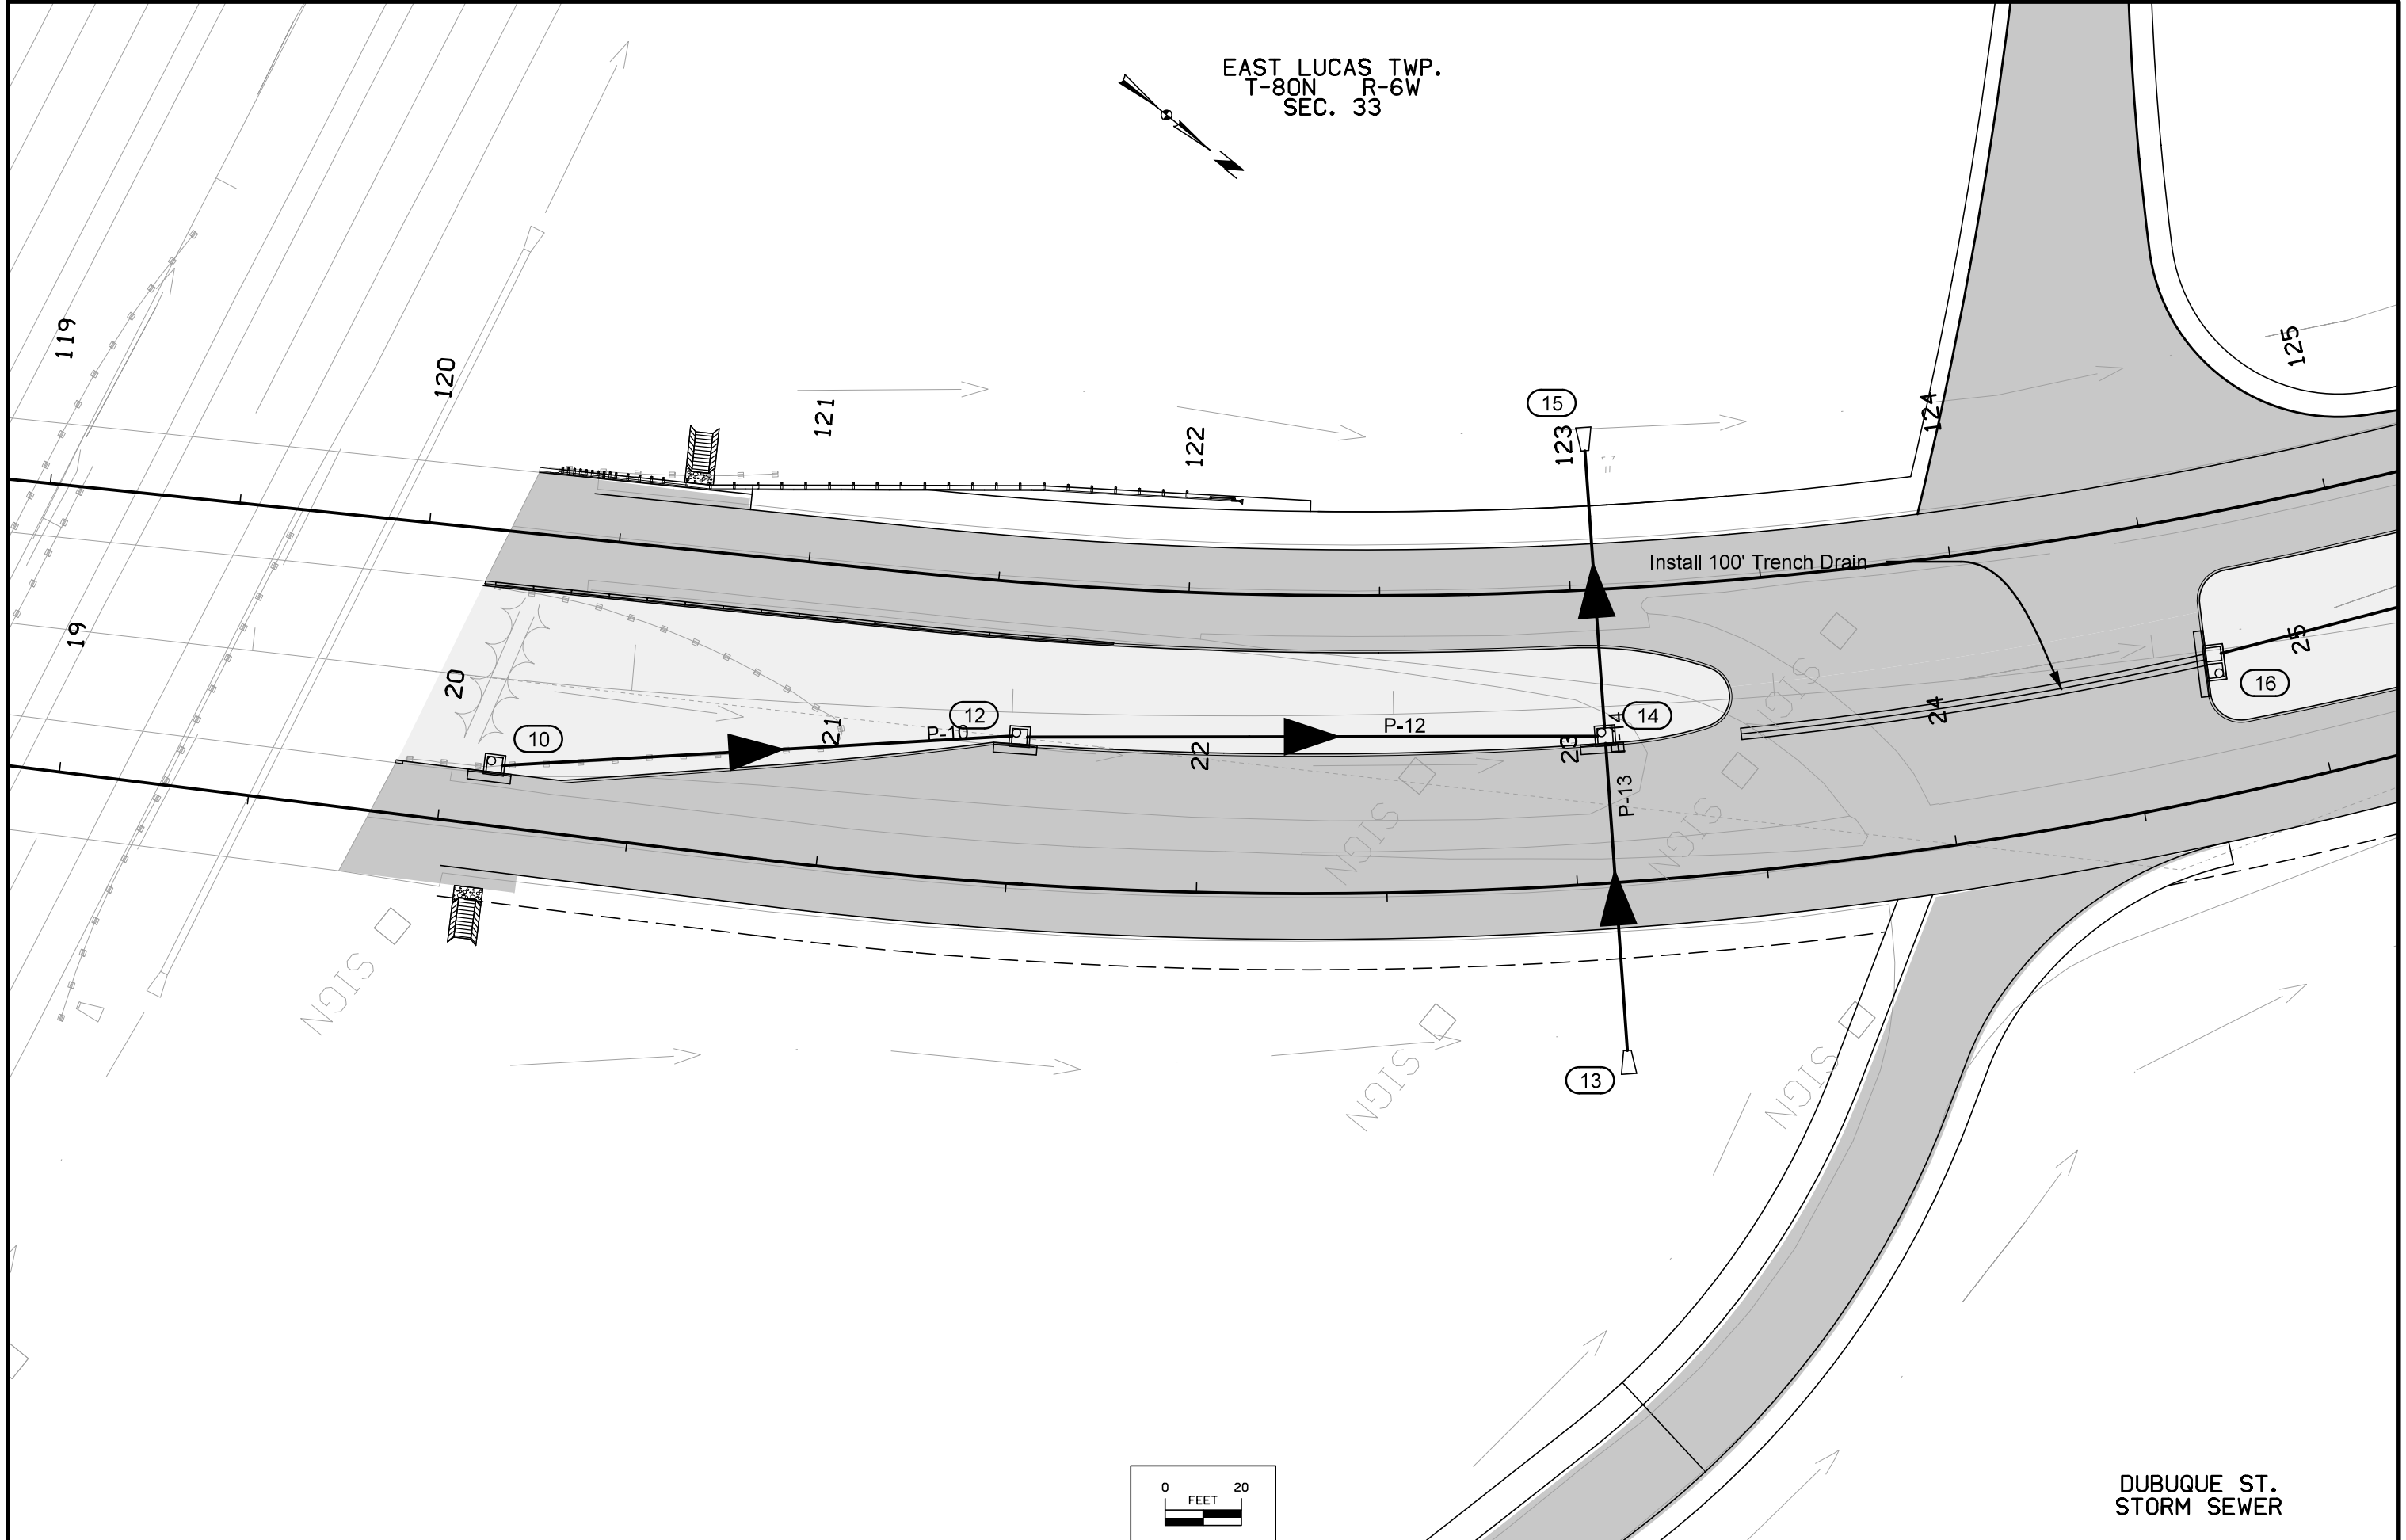 EAST LUCAS TWP.
T-80N R-6W
SEC. 33
119
120
121
122
123
124
125
15
Install 100' Trench Drain
19
20
21
22
23
24
25
10
P-10
12
P-12
14
P-14
16
P-13
SIGN
SIGN
SIGN
SIGN
SIGN
SIGN
13
0 20
FEET
DUBUQUE ST.
STORM SEWER